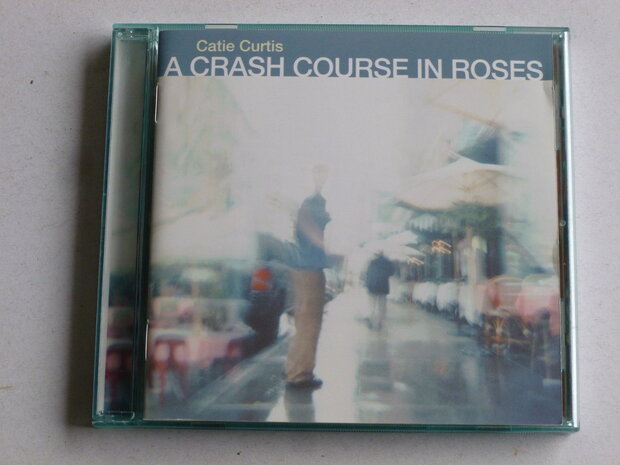 Catie Curtis
A CRASH COURSE IN ROSES